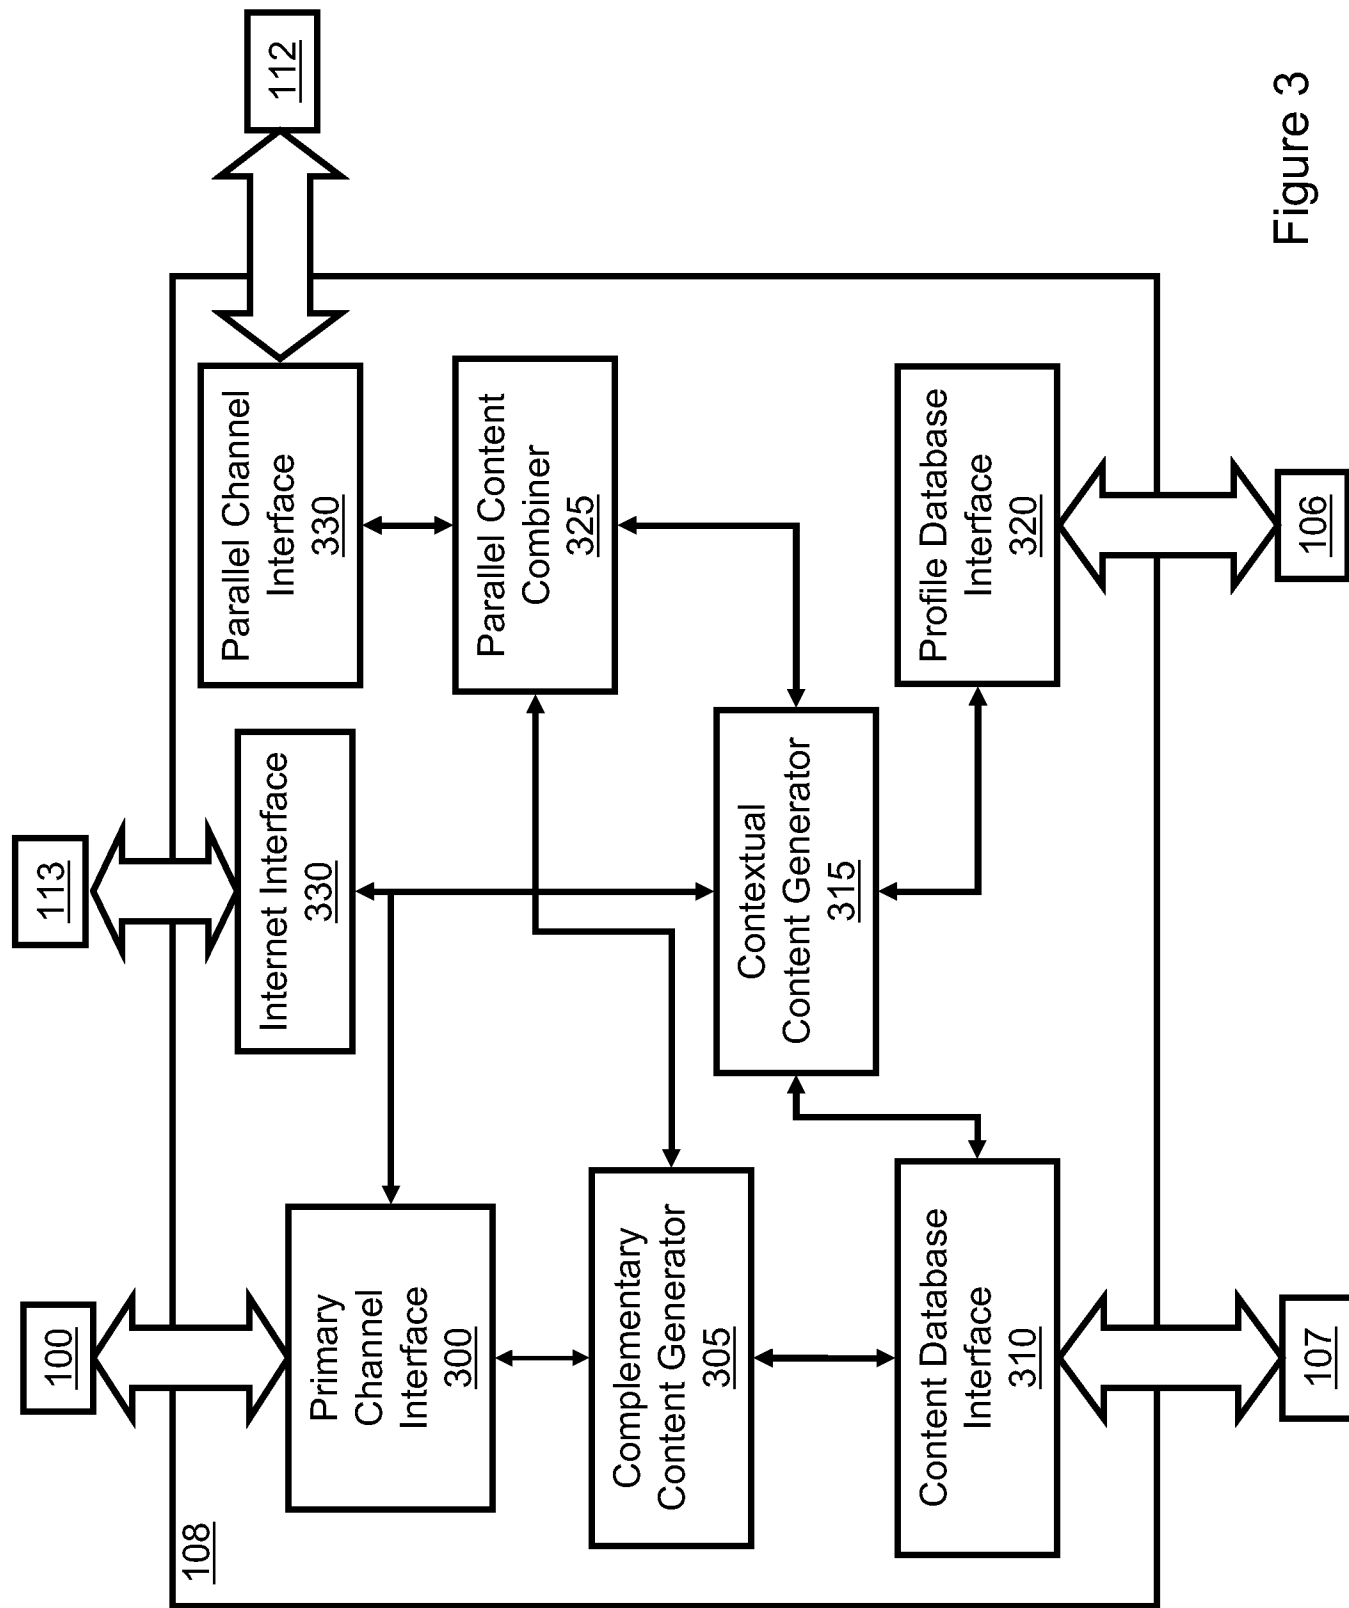 108
100
113
112
Primary
Channel
Interface
300
Internet Interface
330
Parallel Channel
Interface
330
Complementary
Content Generator
305
Parallel Content
Combiner
325
Contextual
Content Generator
315
Content Database
Interface
310
Profile Database
Interface
320
107
106
Figure 3